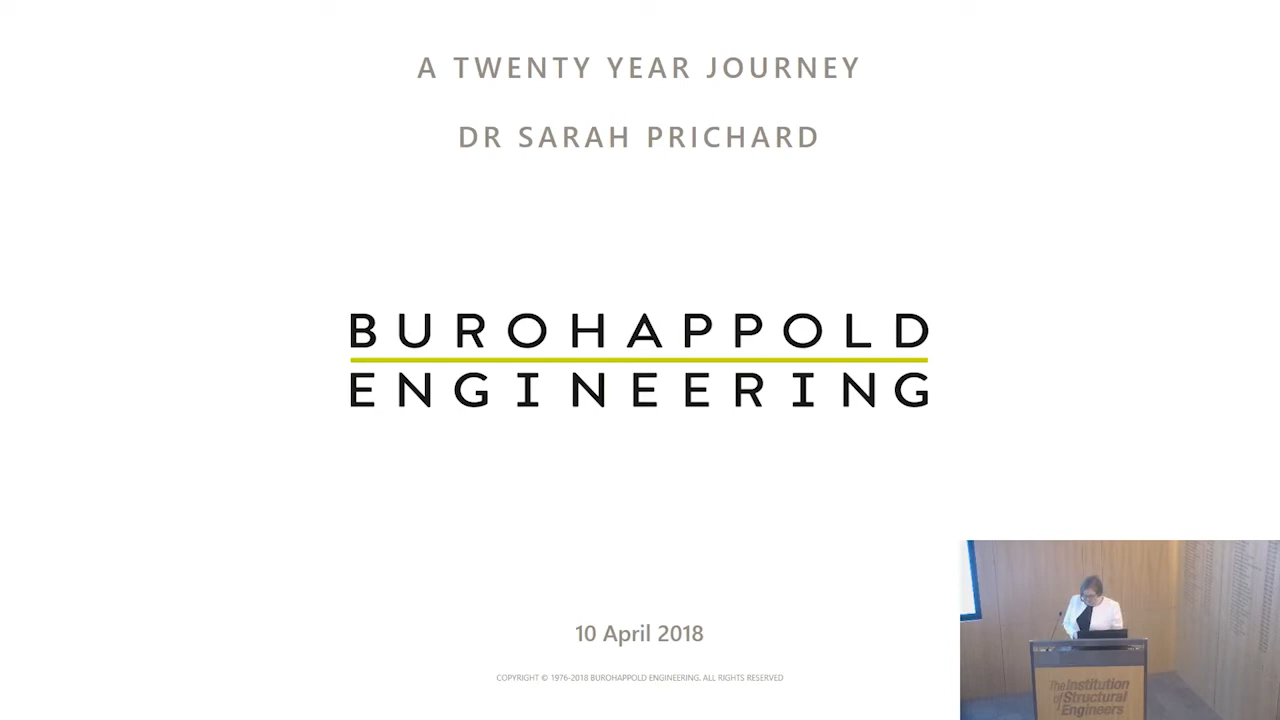 A TWENTY YEAR JOURNEY
DR SARAH PRICHARD
BUROHAPPOLD
ENGINEERING
10 April 2018
COPYRIGHT © 1976-2018 BUROHAPPOLD ENGINEERING. ALL RIGHTS RESERVED
The Institution
of Structural
Engineers